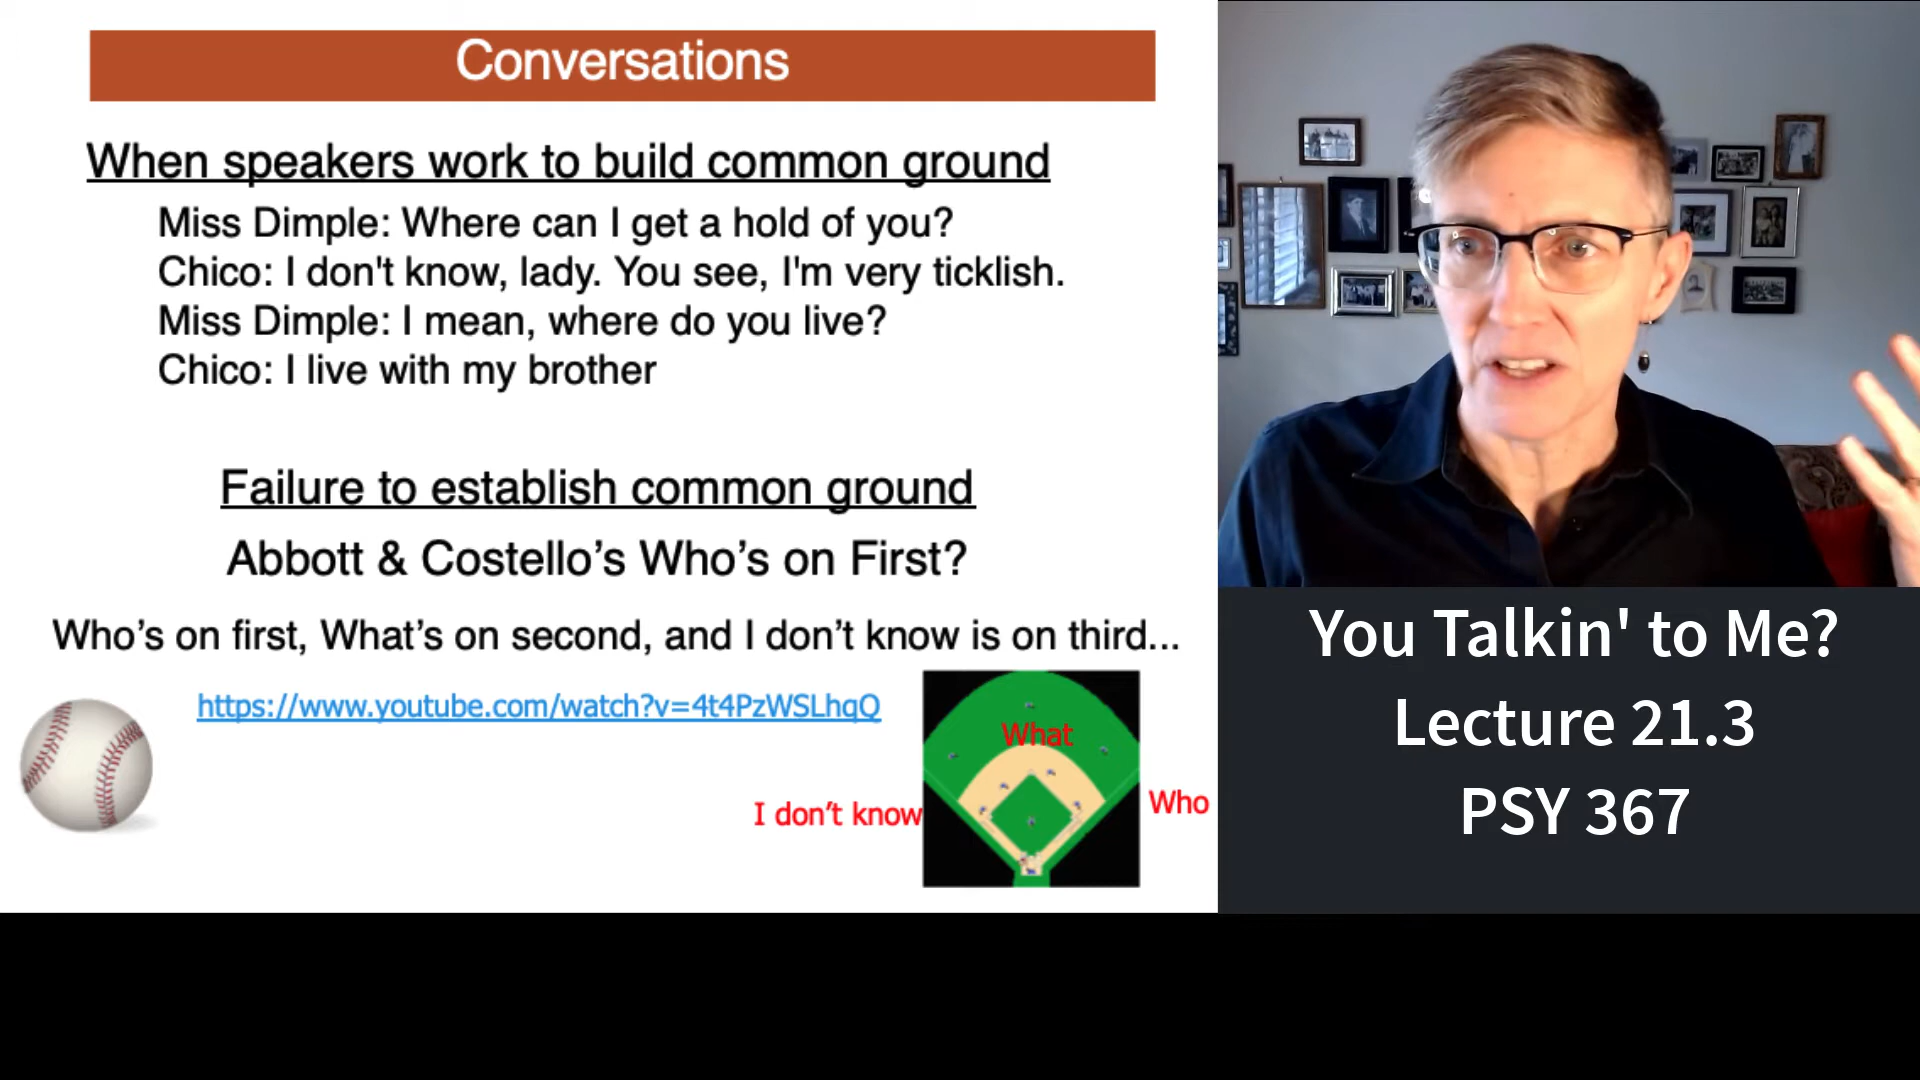 Conversations
When speakers work to build common ground
Miss Dimple: Where can I get a hold of you?
Chico: I don't know, lady. You see, I'm very ticklish.
Miss Dimple: I mean, where do you live?
Chico: I live with my brother
Failure to establish common ground
Abbott & Costello’s Who’s on First?
Who’s on first, What’s on second, and I don’t know is on third...
https://www.youtube.com/watch?v=4t4PzWSLhqQ
What
I don’t know
Who
You Talkin' to Me?
Lecture 21.3
PSY 367